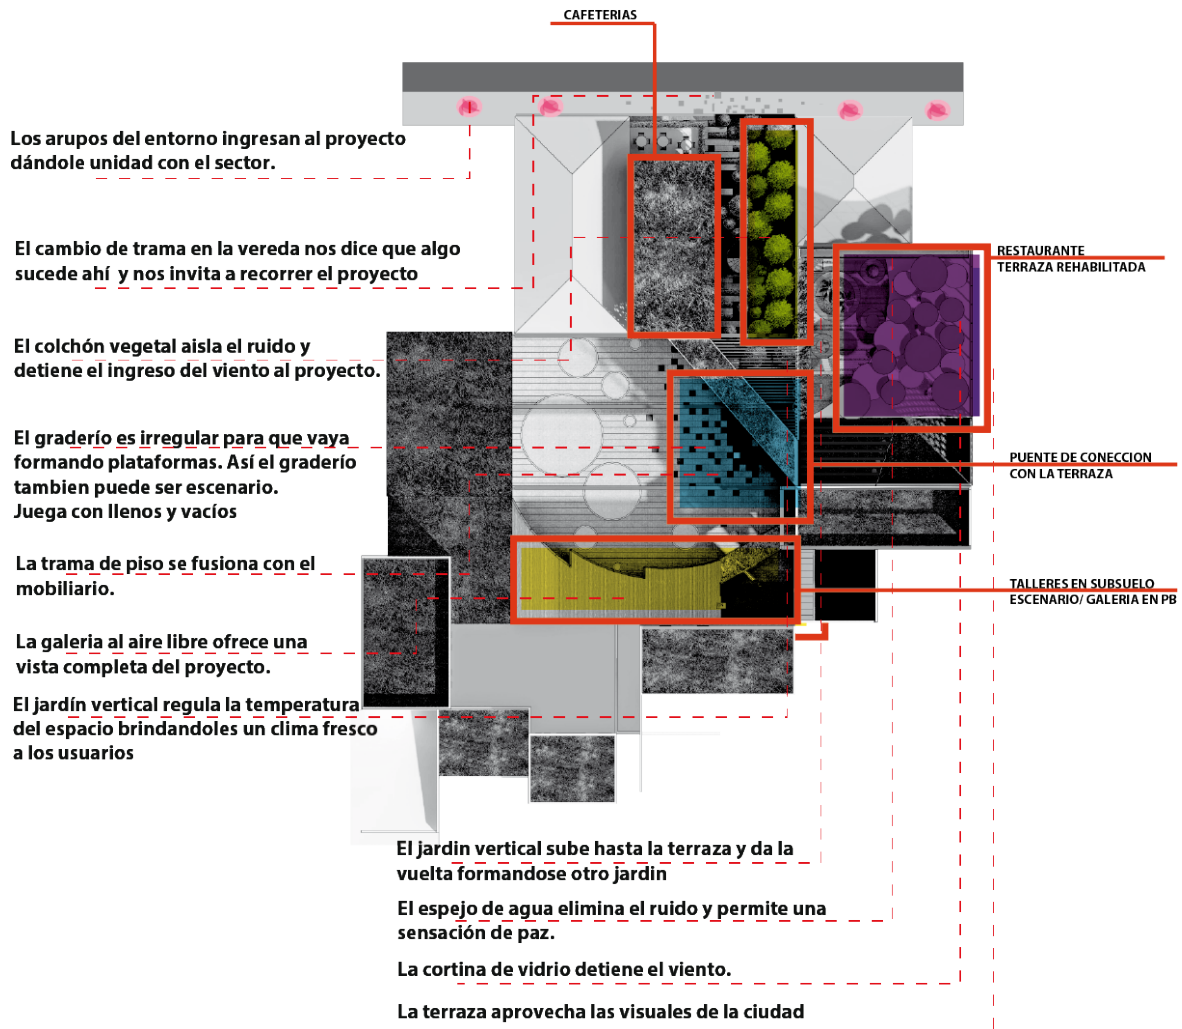 CAFETERIAS
Los arupos del entorno ingresan al proyecto
dándole unidad con el sector.
El cambio de trama en la vereda nos dice que algo
sucede ahí y nos invita a recorrer el proyecto
El colchón vegetal aisla el ruido y
detiene el ingreso del viento al proyecto.
El graderío es irregular para que vaya
formando plataformas. Así el graderío
tambien puede ser escenario.
Juega con llenos y vacíos
La trama de piso se fusiona con el
mobiliario.
La galeria al aire libre ofrece una
vista completa del proyecto.
El jardín vertical regula la temperatura
del espacio brindandoles un clima fresco
a los usuarios
RESTAURANTE
TERRAZA REHABILITADA
PUENTE DE CONECCION
CON LA TERRAZA
TALLERES EN SUBSUELO
ESCENARIO/ GALERIA EN PB
El jardin vertical sube hasta la terraza y da la
vuelta formandose otro jardin
El espejo de agua elimina el ruido y permite una
sensación de paz.
La cortina de vidrio detiene el viento.
La terraza aprovecha las visuales de la ciudad